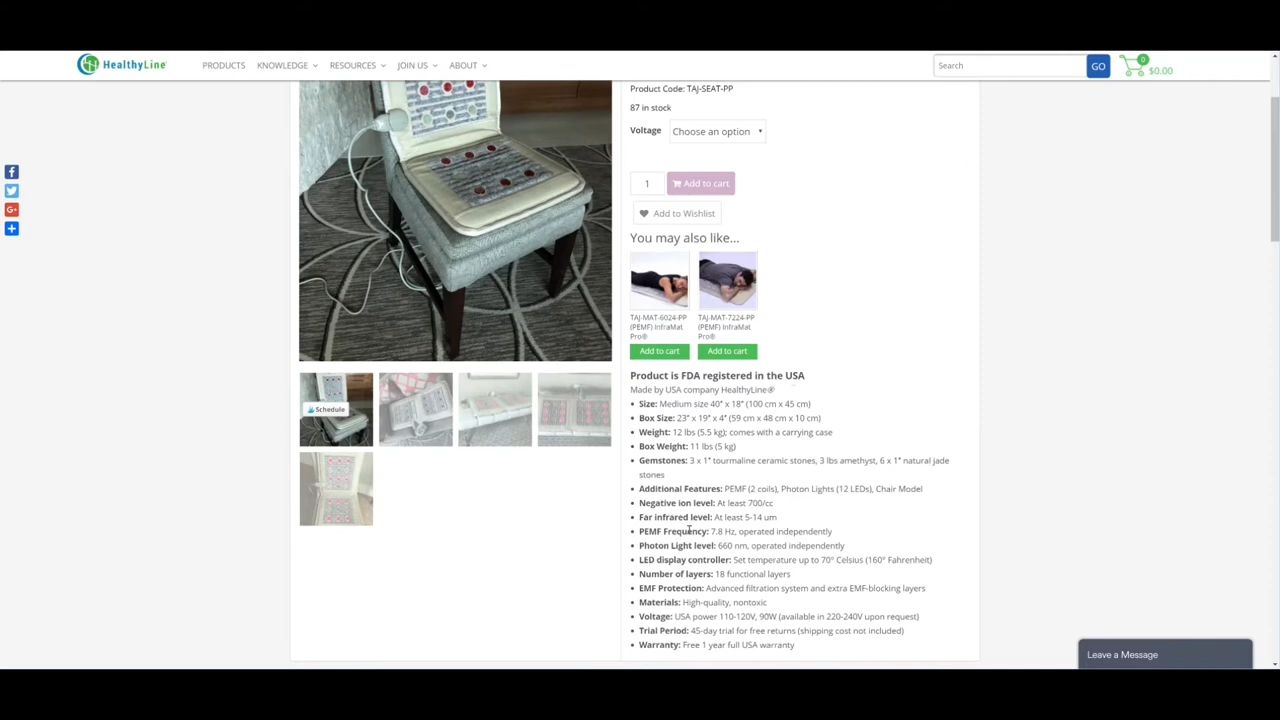 HealthyLine
PRODUCTS
KNOWLEDGE
RESOURCES
JOIN US
ABOUT
Search
GO
0
$0.00
Product Code: TAJ-SEAT-PP
87 in stock
Voltage
Choose an option
1
Add to cart
Add to Wishlist
You may also like...
TAJ-MAT-6024-PP
(PEMF) InfraMat
Pro®
Add to cart
TAJ-MAT-7224-PP
(PEMF) InfraMat
Pro®
Add to cart
Schedule
Product is FDA registered in the USA
Made by USA company HealthyLine®
• Size: Medium size 40" x 18" (100 cm x 45 cm)
• Box Size: 23" x 19" x 4" (59 cm x 48 cm x 10 cm)
• Weight: 12 lbs (5.5 kg); comes with a carrying case
• Box Weight: 11 lbs (5 kg)
• Gemstones: 3 x 1" tourmaline ceramic stones, 3 lbs amethyst, 6 x 1" natural jade
stones
• Additional Features: PEMF (2 coils), Photon Lights (12 LEDs), Chair Model
• Negative ion level: At least 700/cc
• Far infrared level: At least 5-14 um
• PEMF Frequency: 7.8 Hz, operated independently
• Photon Light level: 660 nm, operated independently
• LED display controller: Set temperature up to 70° Celsius (160° Fahrenheit)
• Number of layers: 18 functional layers
• EMF Protection: Advanced filtration system and extra EMF-blocking layers
• Materials: High-quality, nontoxic
• Voltage: USA power 110-120V, 90W (available in 220-240V upon request)
• Trial Period: 45-day trial for free returns (shipping cost not included)
• Warranty: Free 1 year full USA warranty
Leave a Message